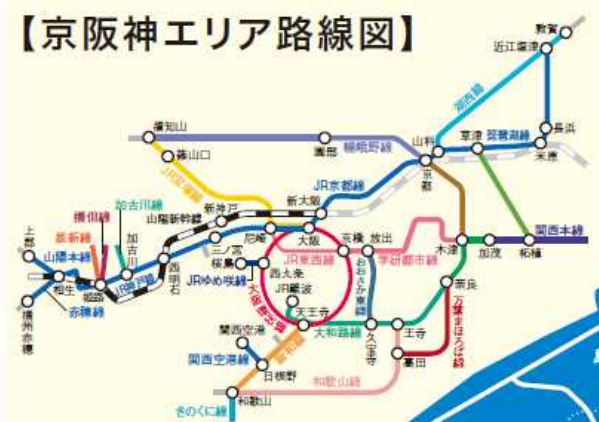 【京阪神エリア路線図】
敦賀
近江塩津
湖西線
長浜
福知山
園部
嵯峨野線
山科
草津
琵琶湖線
米原
篠山口
京都
JR宝塚線
JR京都線
新大阪
加古川線
播但線
姫新線
山陽新幹線
新神戸
上郡
山陽本線
加古川
三ノ宮
尼崎
大阪
京橋
放出
JR東西線
学研都市線
木津
加茂
柘植
関西本線
相生
姫路
JR神戸線
西明石
桜島
JRゆめ咲線
西九条
おおさか東線
赤穂線
播州赤穂
大阪環状線
JR難波
天王寺
大和路線
久宝寺
王寺
奈良
万葉まほろば線
関西空港
関西空港線
阪和線
日根野
高田
和歌山線
和歌山
きのくに線